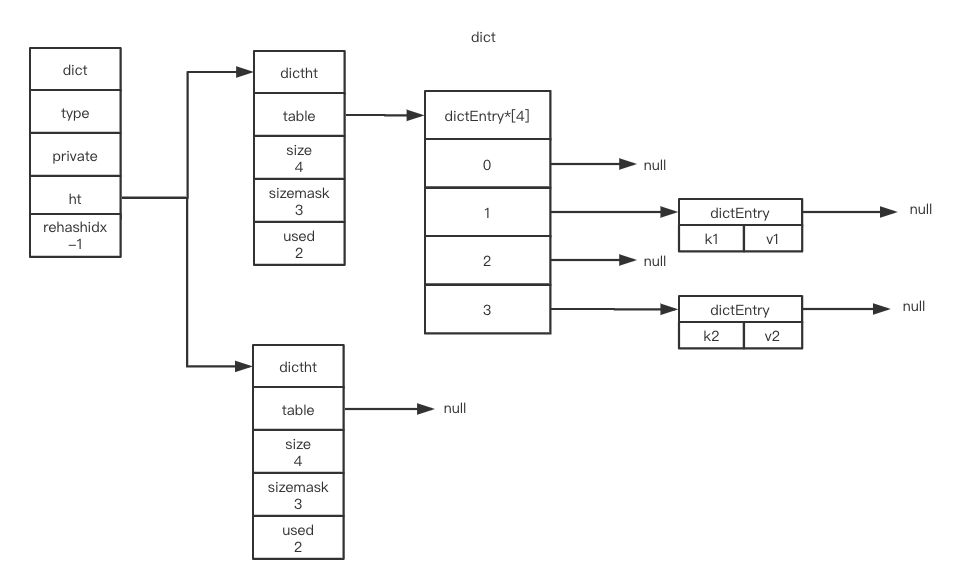 dict
dict
type
private
ht
rehashidx
-1
dictht
table
size
4
sizemask
3
used
2
dictEntry*[4]
0
null
1
dictEntry
k1
v1
null
2
null
3
dictEntry
k2
v2
null
dictht
table
null
size
4
sizemask
3
used
2